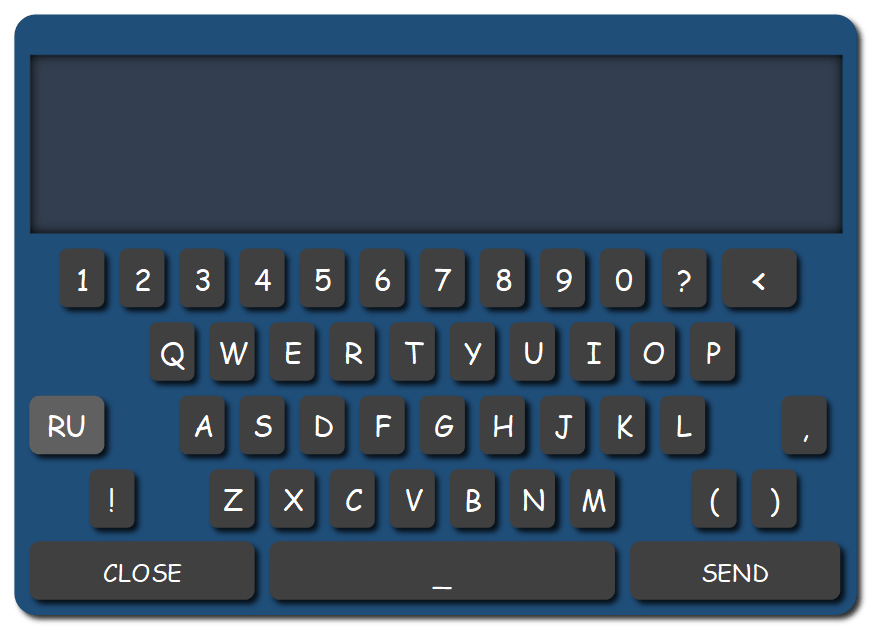 1 2 3 4 5 6 7 8 9 0 ? <
Q W E R T Y U I O P
RU A S D F G H J K L ,
! Z X C V B N M ( )
CLOSE _ SEND